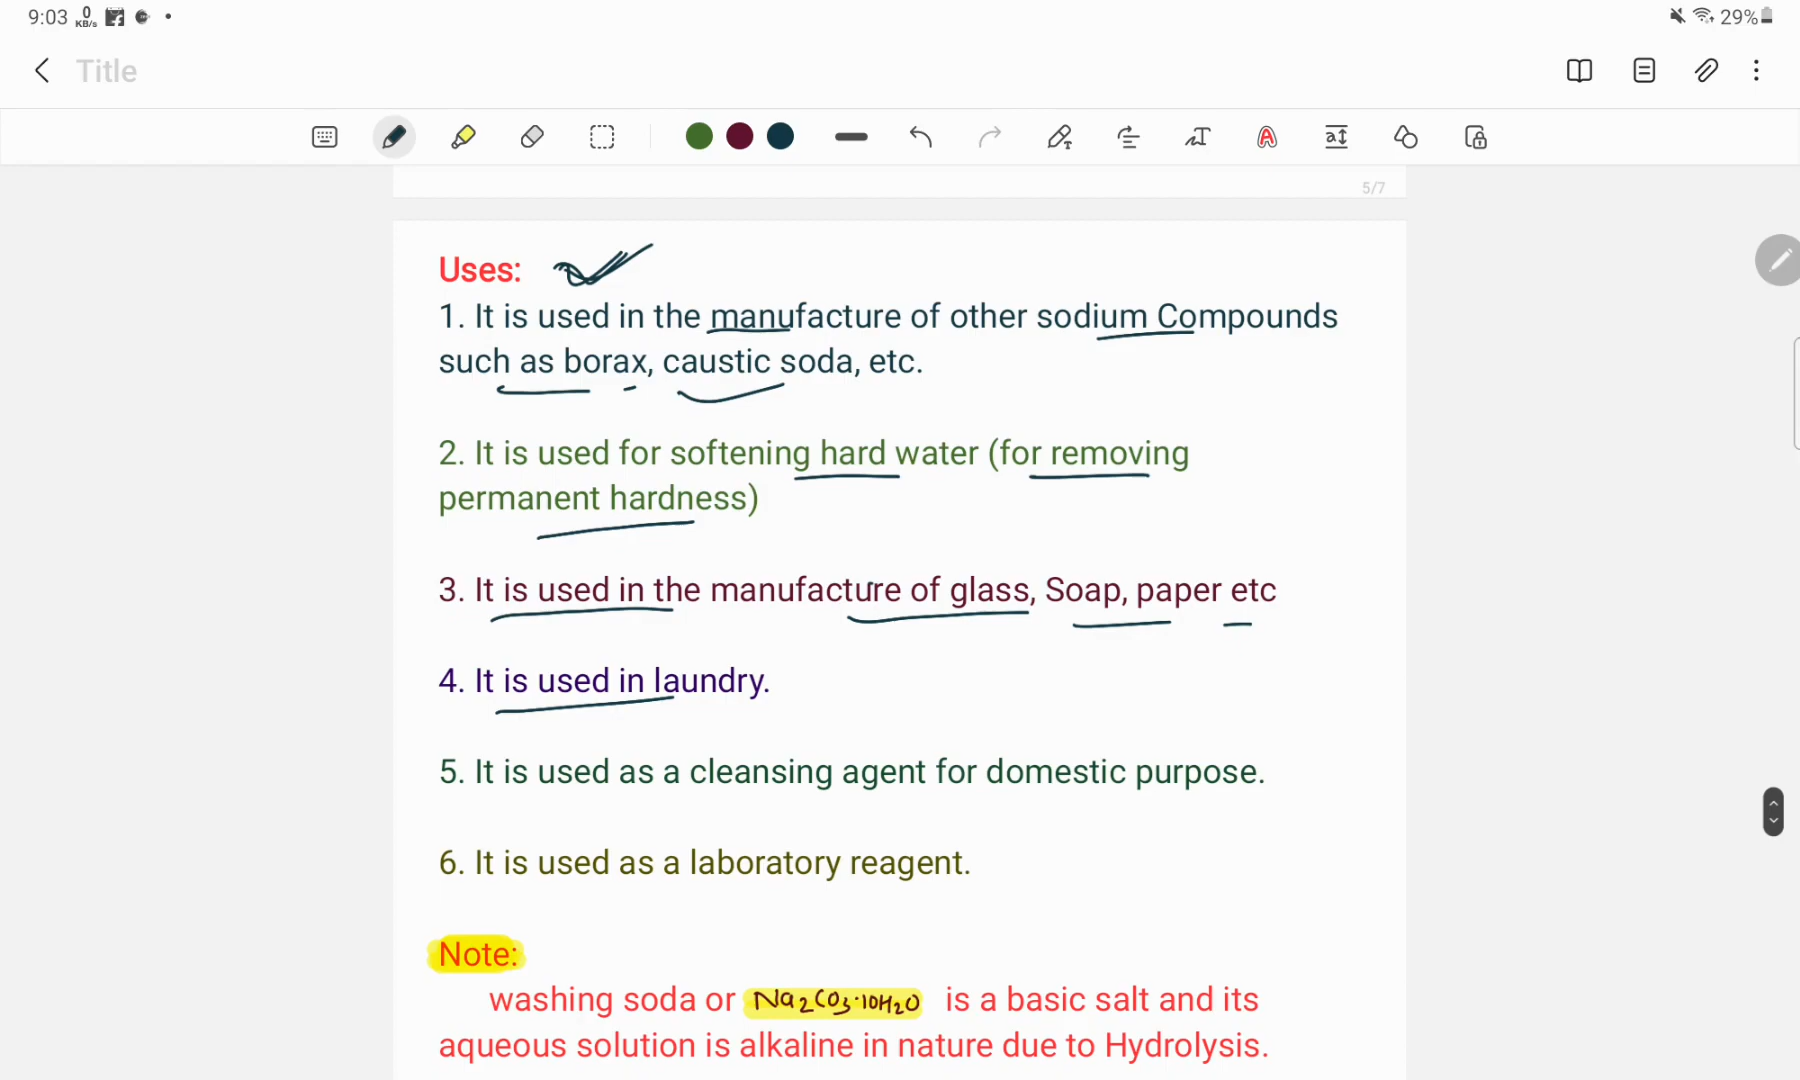 9:03 0 KB/s 29%
Title
5/7
Uses:
1. It is used in the manufacture of other sodium Compounds
such as borax, caustic soda, etc.
2. It is used for softening hard water (for removing
permanent hardness)
3. It is used in the manufacture of glass, Soap, paper etc
4. It is used in laundry.
5. It is used as a cleansing agent for domestic purpose.
6. It is used as a laboratory reagent.
Note:
washing soda or Na2CO3·10H2O is a basic salt and its
aqueous solution is alkaline in nature due to Hydrolysis.